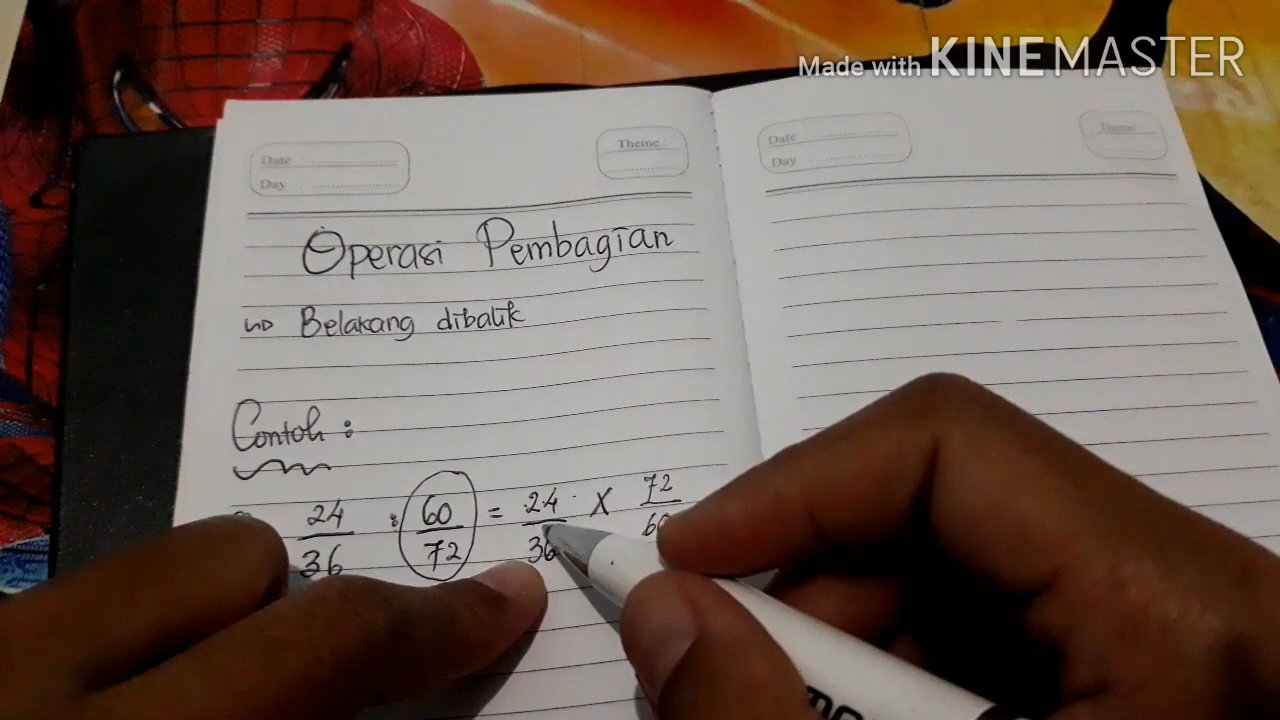 Made with KINEMASTER
Date
Day
Theme :
Date :
Day :
Theme
Operasi Pembagian
Belakang dibalik
Contoh :
24/36 : 60/72 = 24/36 x 72/60